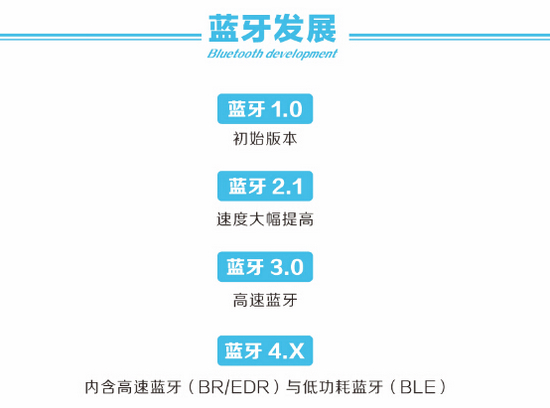 蓝牙发展
Bluetooth development
蓝牙 1.0
初始版本
蓝牙 2.1
速度大幅提高
蓝牙 3.0
高速蓝牙
蓝牙 4.X
内含高速蓝牙（BR/EDR）与低功耗蓝牙（BLE）